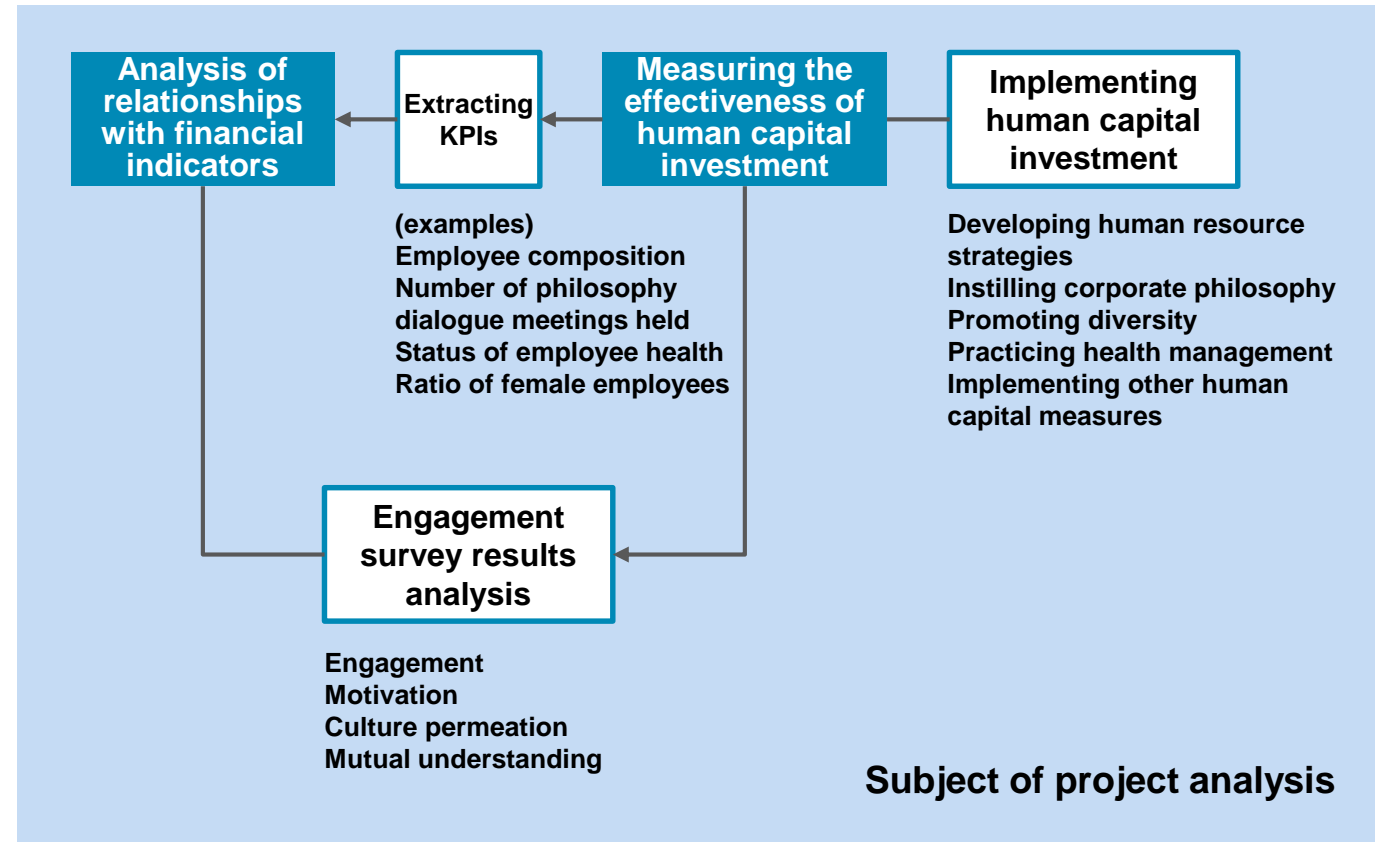 Analysis of
relationships
with financial
indicators
Extracting
KPIs
Measuring the
effectiveness of
human capital
investment
Implementing
human capital
investment
(examples)
Employee composition
Number of philosophy
dialogue meetings held
Status of employee health
Ratio of female employees
Developing human resource
strategies
Instilling corporate philosophy
Promoting diversity
Practicing health management
Implementing other human
capital measures
Engagement
survey results
analysis
Engagement
Motivation
Culture permeation
Mutual understanding
Subject of project analysis